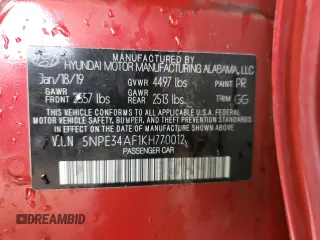 MANUFACTURED BY
HYUNDAI MOTOR MANUFACTURING ALABAMA, LLC
Jan/18/19 GVWR 4497 lbs PAINT PR
GAWR FRONT 2557 lbs GAWR REAR 2513 lbs TRIM GG
THIS VEHICLE CONFORMS TO ALL APPLICABLE
FEDERAL MOTOR VEHICLE SAFETY, BUMPER, AND
THEFT PREVENTION STANDARDS IN EFFECT ON
THE DATE OF MANUFACTURE SHOWN ABOVE.
V.I.N 5NPE34AF1KH770012
PASSENGER CAR
DREAMBID